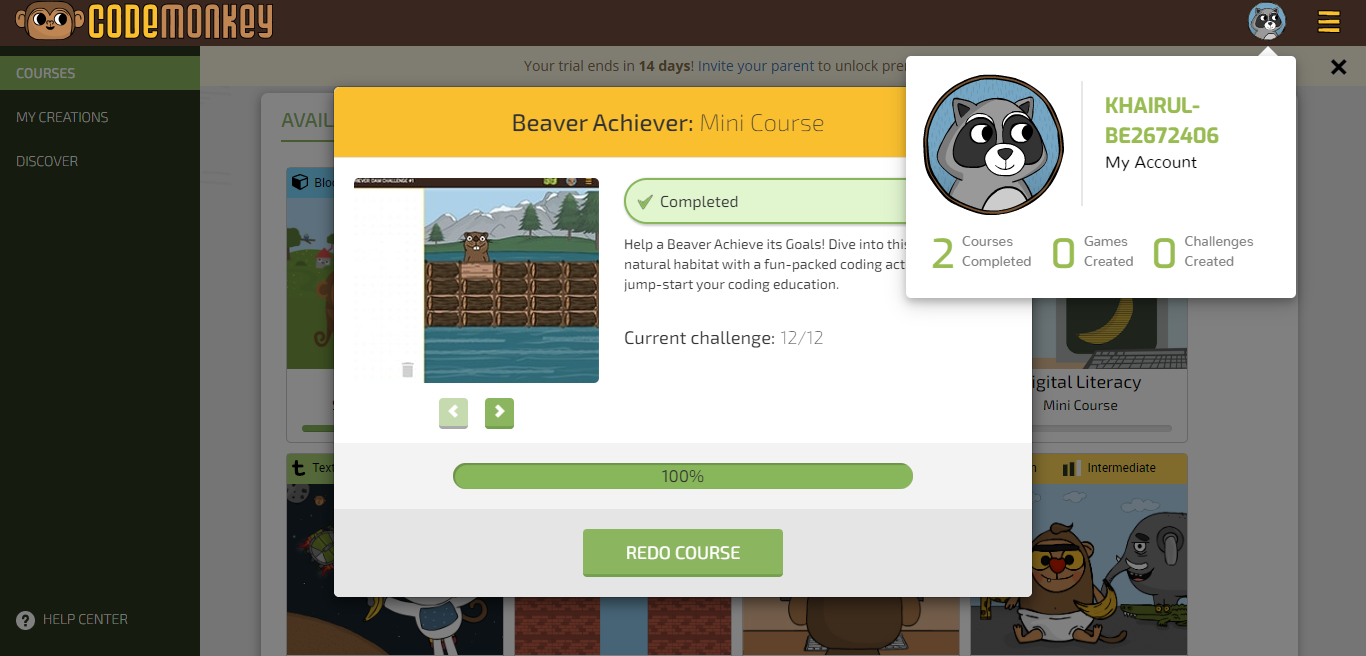 CODEMONKEY
COURSES
MY CREATIONS
DISCOVER
HELP CENTER
Your trial ends in 14 days! Invite your parent to unlock
AVAIL
Beaver Achiever: Mini Course
Completed
Help a Beaver Achieve its Goals! Dive into this
natural habitat with a fun-packed coding
jump-start your coding education.
Current challenge: 12/12
100%
REDO COURSE
KHAIRUL-
BE2672406
My Account
2 Courses
Completed
0 Games
Created
0 Challenges
Created
igital Literacy
Mini Course
Text
Intermediate